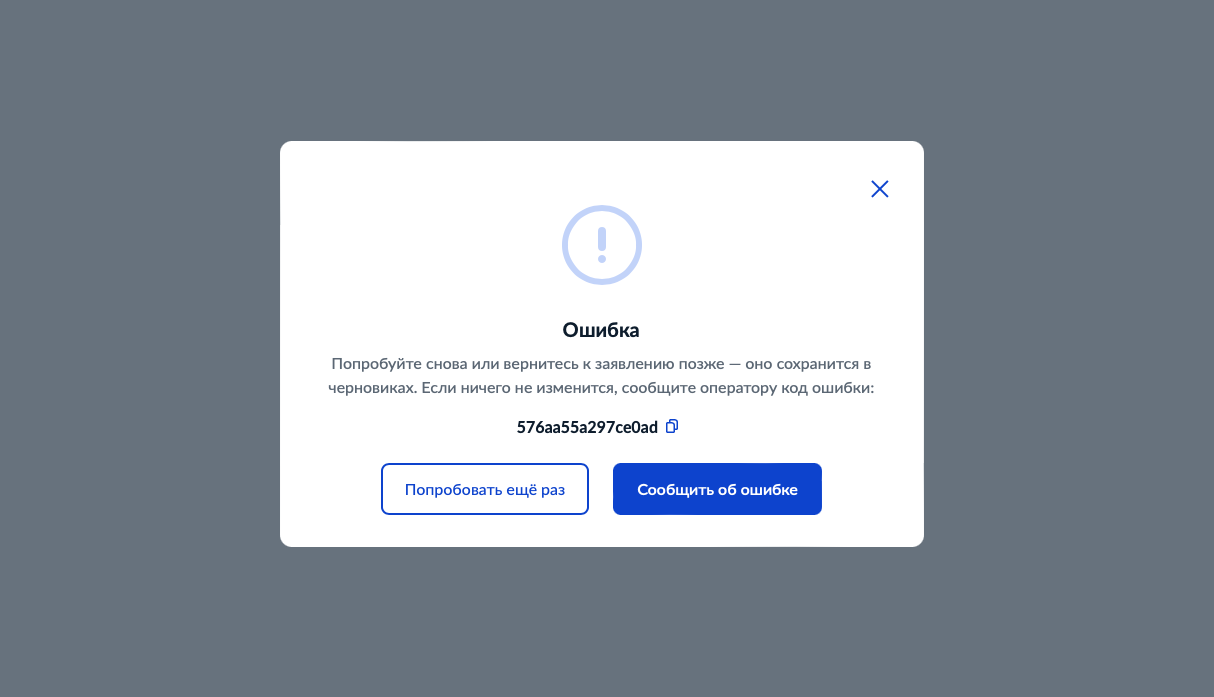 Ошибка
Попробуйте снова или вернитесь к заявлению позже — оно сохранится в
черновиках. Если ничего не изменится, сообщите оператору код ошибки:
576aa55a297ce0ad
Попробовать ещё раз
Сообщить об ошибке